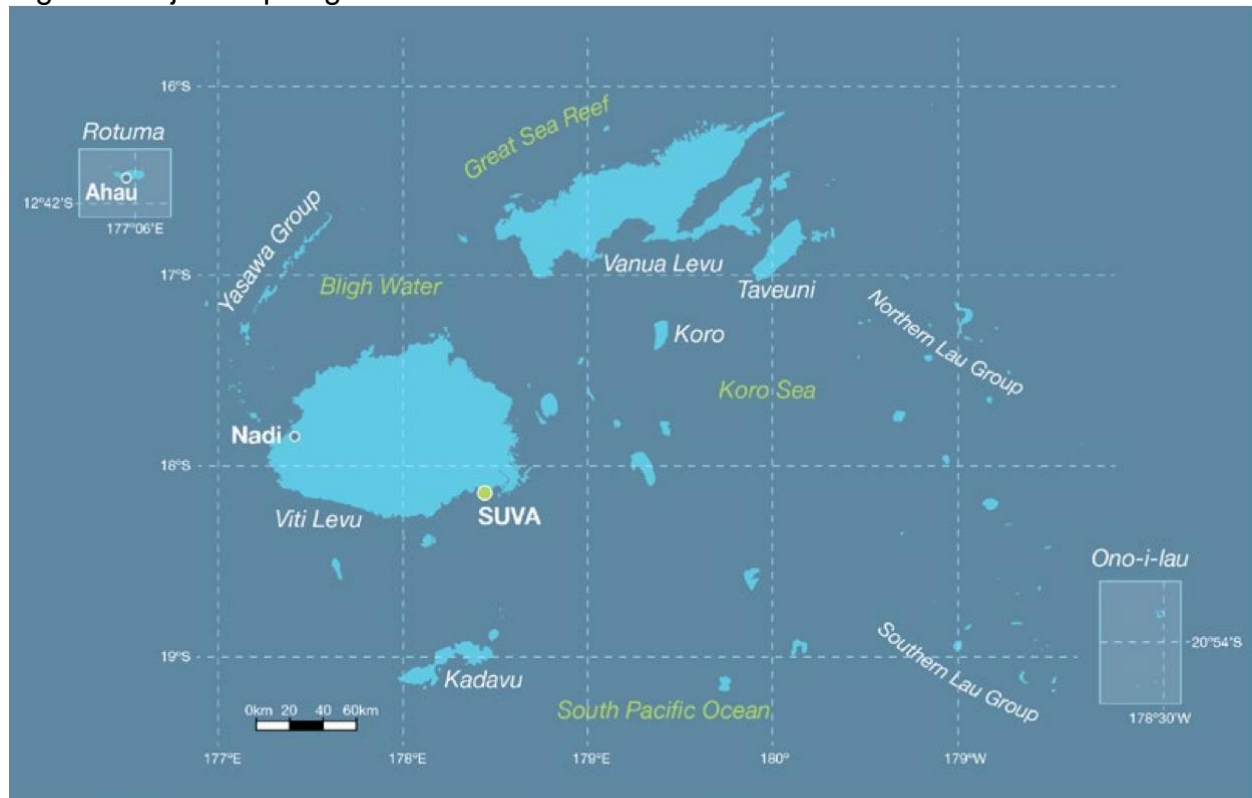 16°S
Great Sea Reef
Rotuma
Ahau
12°42'S
177°06'E
Yasawa Group
17°S
Bligh Water
Vanua Levu
Taveuni
Northern Lau Group
Koro
Koro Sea
Nadi
18°S
SUVA
Viti Levu
Ono-i-lau
20°54'S
178°30'W
Southern Lau Group
19°S
Kadavu
0km 20 40 60km
South Pacific Ocean
177°E
178°E
179°E
180°
179°W